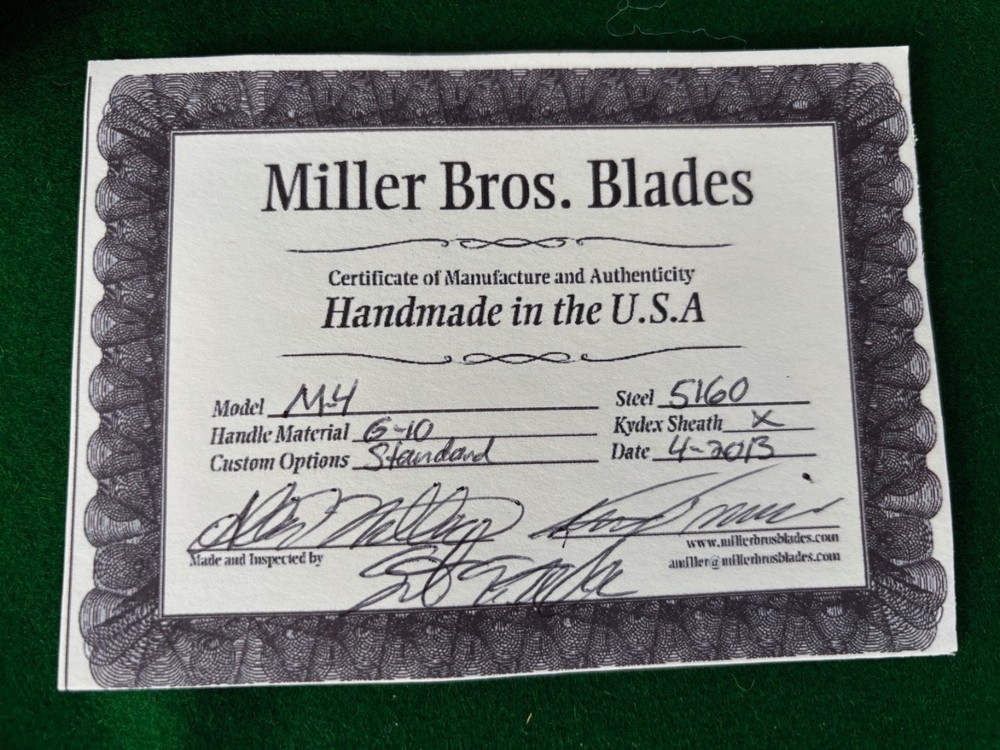 Miller Bros. Blades
Certificate of Manufacture and Authenticity
Handmade in the U.S.A
Model M-4
Steel 5160
Handle Material G-10
Kydex Sheath X
Custom Options Standard
Date 4-2013
Made and Inspected by
www.millerbrosblades.com
amiller@millerbrosblades.com